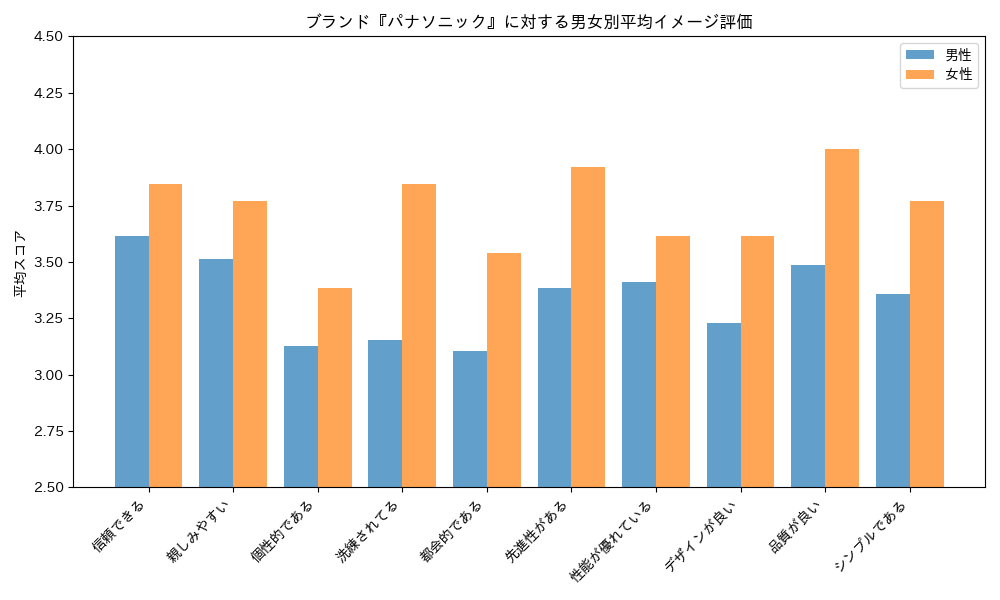 ブランド『パナソニック』に対する男女別平均イメージ評価
男性
女性
平均スコア
4.50
4.25
4.00
3.75
3.50
3.25
3.00
2.75
2.50
信頼できる
親しみやすい
個性的である
洗練されてる
都会的である
先進性がある
性能が優れている
デザインが良い
品質が良い
シンプルである